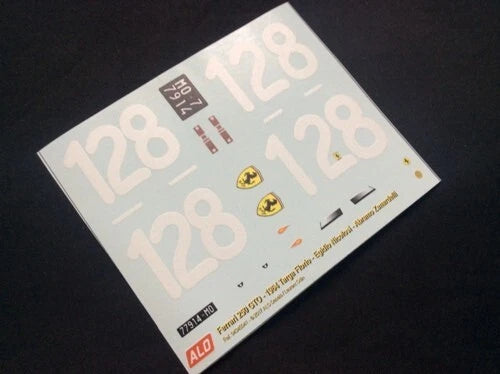 128
128
MO·7
7914
128
128
77914·MO
ALO
Ferrari 250 GTO - 1964 Targa Florio - Egidio Nicolosi - Abramo Zanardelli